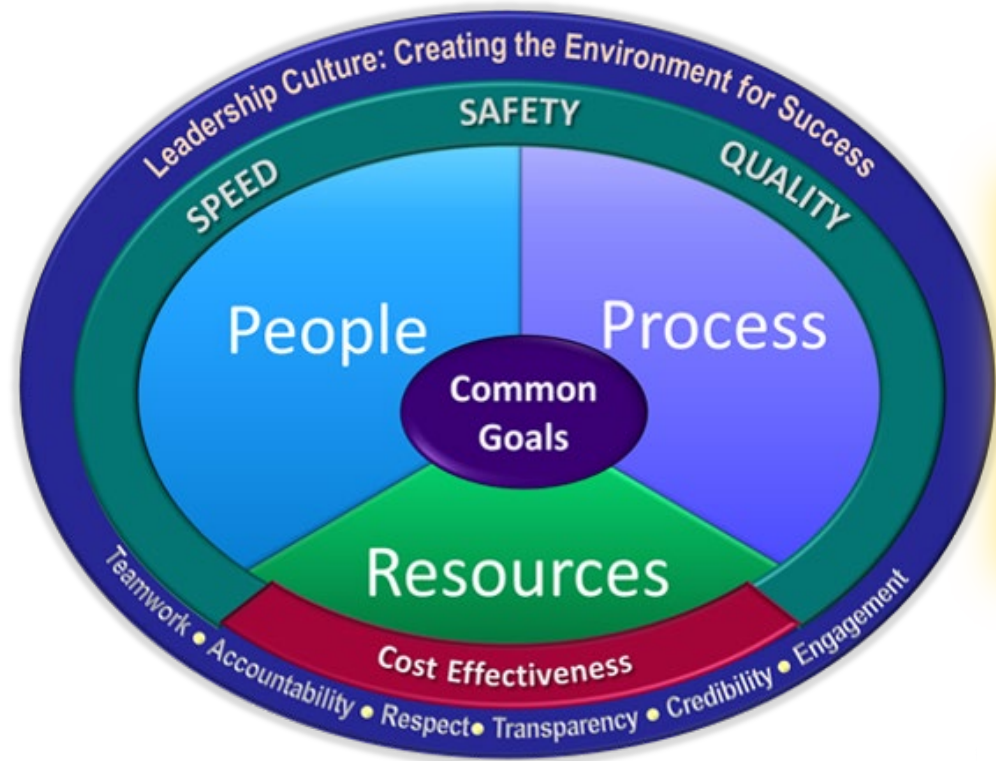 Leadership Culture: Creating the Environment for Success
SPEED
SAFETY
QUALITY
People
Process
Common
Goals
Resources
Cost Effectiveness
Teamwork • Accountability • Respect • Transparency • Credibility • Engagement